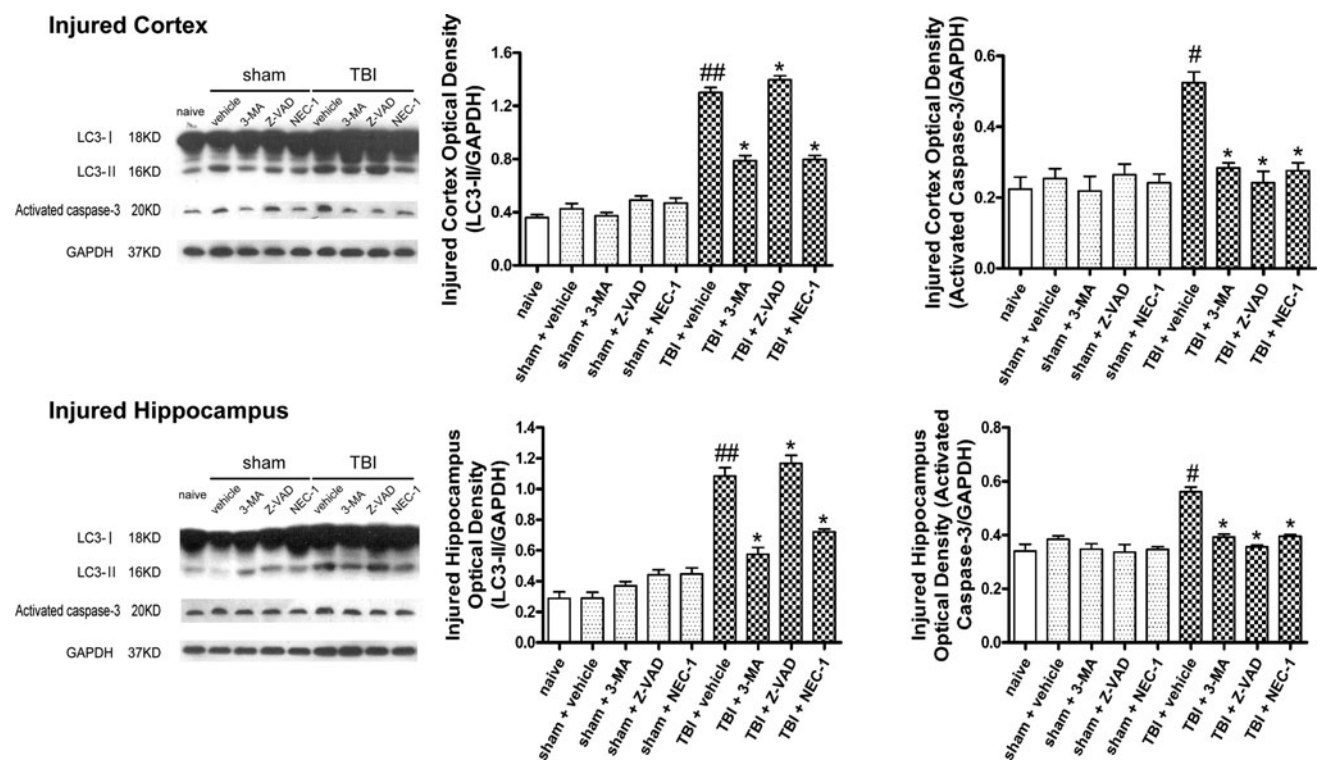 Injured Cortex
sham TBI
naive vehicle 3-MA Z-VAD NEC-1 vehicle 3-MA Z-VAD NEC-1
LC3-I 18KD
LC3-II 16KD
Activated caspase-3 20KD
GAPDH 37KD
Injured Cortex Optical Density
(LC3-II/GAPDH)
1.6
1.2
0.8
0.4
0.0
## * * *
naive
sham + vehicle
sham + 3-MA
sham + Z-VAD
sham + NEC-1
TBI + vehicle
TBI + 3-MA
TBI + Z-VAD
TBI + NEC-1
Injured Cortex Optical Density
(Activated Caspase-3/GAPDH)
0.6
0.4
0.2
0.0
# * * *
naive
sham + vehicle
sham + 3-MA
sham + Z-VAD
sham + NEC-1
TBI + vehicle
TBI + 3-MA
TBI + Z-VAD
TBI + NEC-1
Injured Hippocampus
sham TBI
naive vehicle 3-MA Z-VAD NEC-1 vehicle 3-MA Z-VAD NEC-1
LC3-I 18KD
LC3-II 16KD
Activated caspase-3 20KD
GAPDH 37KD
Injured Hippocampus
Optical Density
(LC3-II/GAPDH)
1.4
1.2
1.0
0.8
0.6
0.4
0.2
0.0
## * * *
naive
sham + vehicle
sham + 3-MA
sham + Z-VAD
sham + NEC-1
TBI + vehicle
TBI + 3-MA
TBI + Z-VAD
TBI + NEC-1
Injured Hippocampus
Optical Density (Activated
Caspase-3/GAPDH)
0.8
0.6
0.4
0.2
0.0
# * * *
naive
sham + vehicle
sham + 3-MA
sham + Z-VAD
sham + NEC-1
TBI + vehicle
TBI + 3-MA
TBI + Z-VAD
TBI + NEC-1